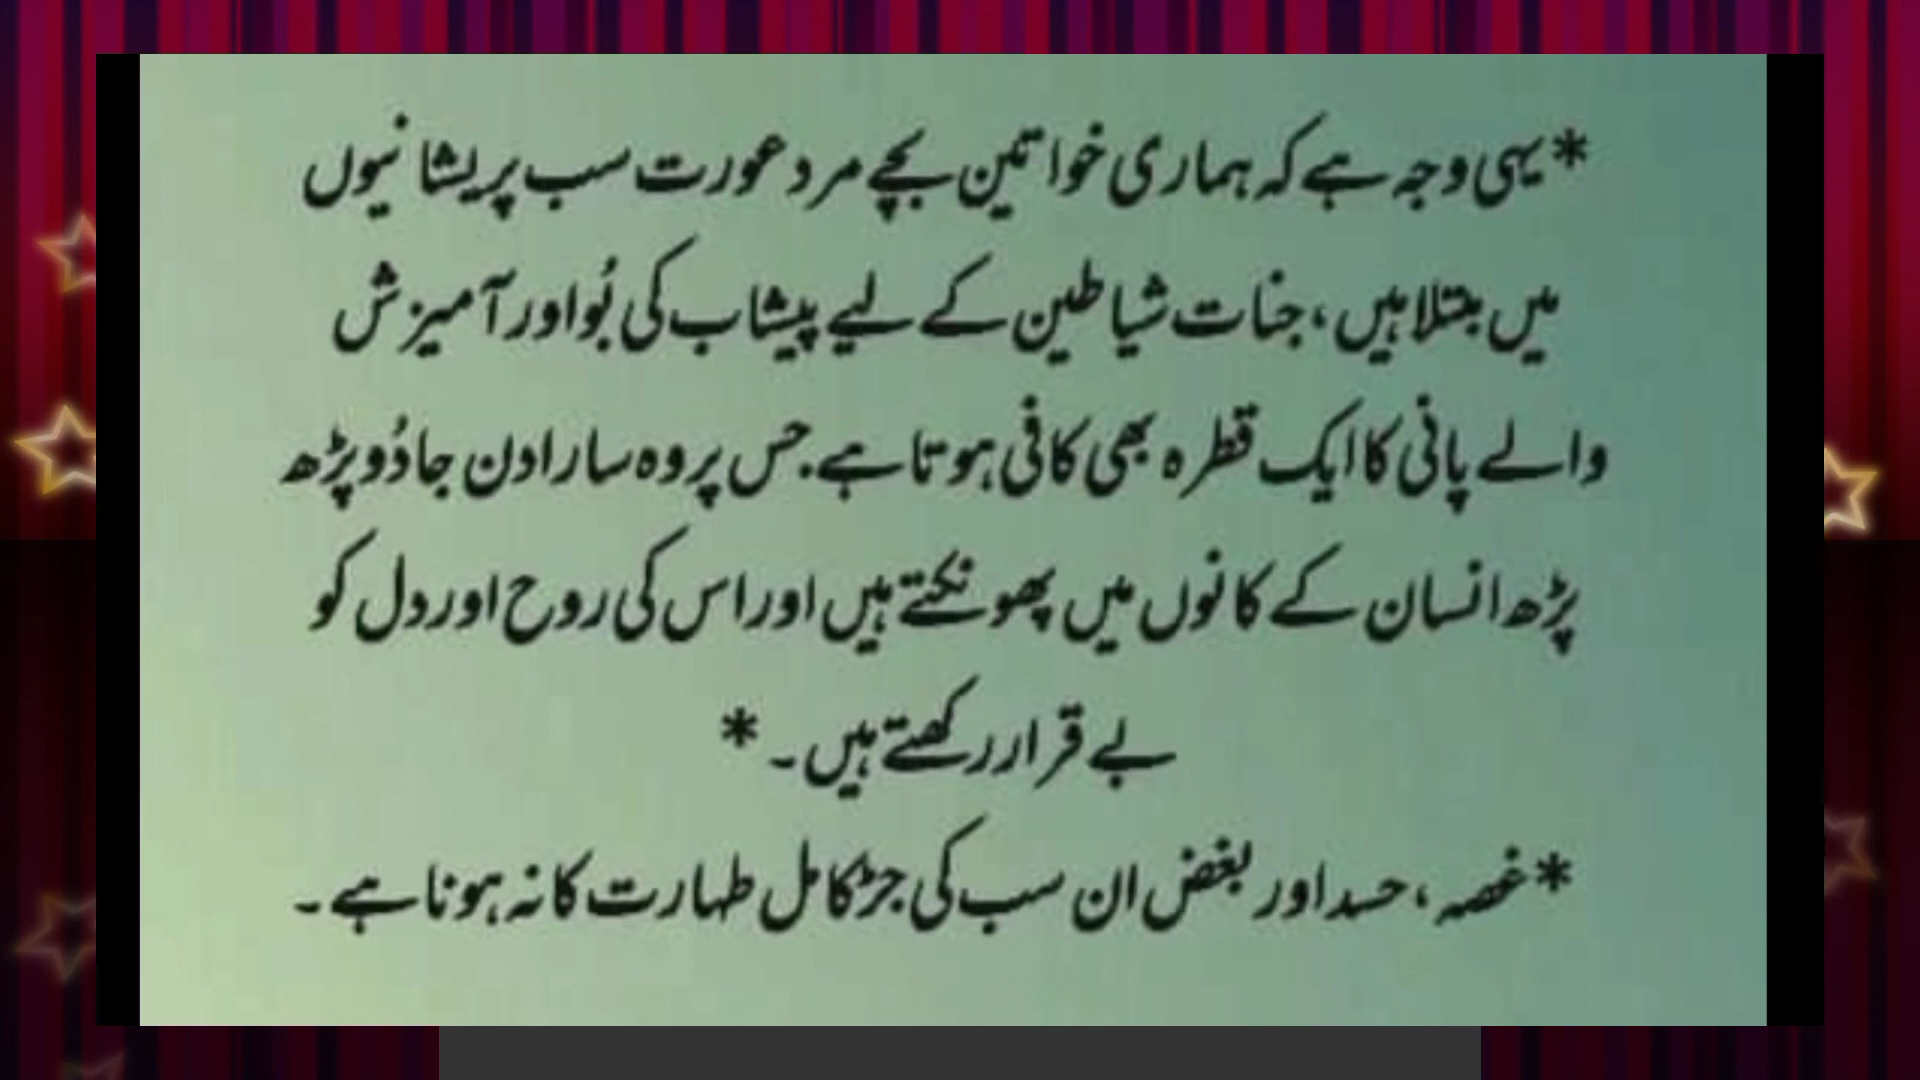 *یہی وجہ ہے کہ ہماری خواتین بچے مرد عورت سب پریشانیوں
میں مبتلا ہیں، جنات شیاطین کے لیے پیشاب کی بُو اور آمیزش
والے پانی کا ایک قطرہ بھی کافی ہوتا ہے. جس پر وہ سارا دن جادُو پڑھ
پڑھ انسان کے کانوں میں پھونکتے ہیں اور اس کی روح اور دل کو
بے قرار رکھتے ہیں۔ *
*غصہ، حسد اور بغض ان سب کی جڑ کامل طہارت کا نہ ہونا ہے۔